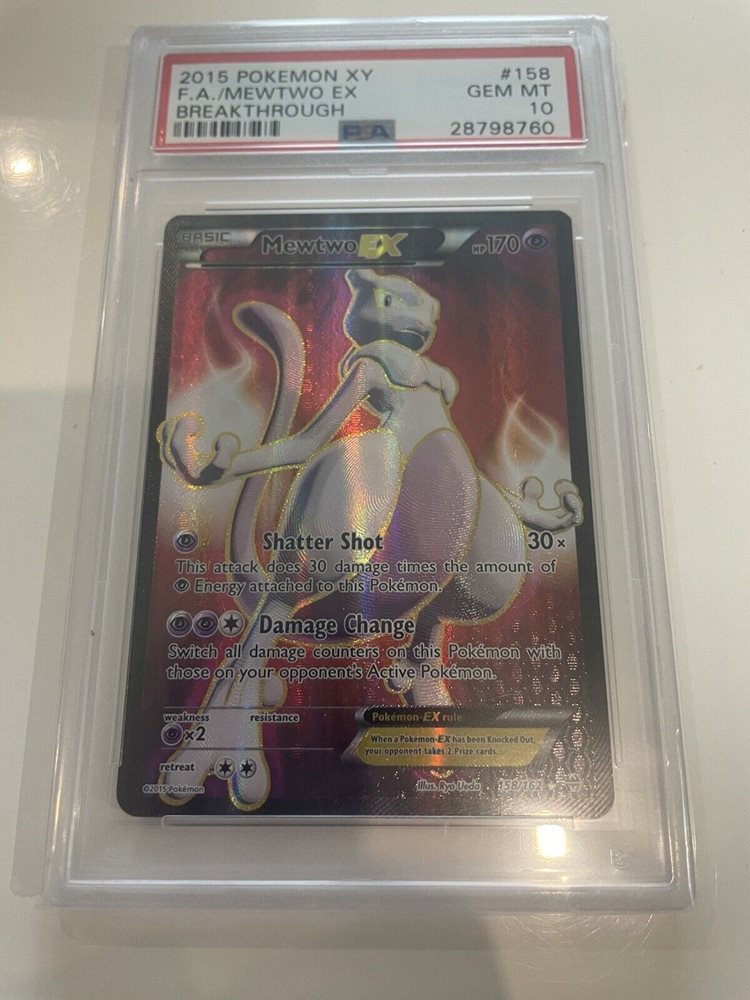 2015 POKEMON XY #158
F.A./MEWTWO EX GEM MT
BREAKTHROUGH 10
PSA 28798760
BASIC Mewtwo EX HP170
Shatter Shot 30×
This attack does 30 damage times the amount of
Energy attached to this Pokémon.
Damage Change
Switch all damage counters on this Pokémon with
those on your opponent's Active Pokémon.
weakness resistance
×2
Pokémon-EX rule
When a Pokémon-EX has been Knocked Out,
your opponent takes 2 Prize cards.
retreat
©2015 Pokémon Illus. Ryo Ueda 158/162